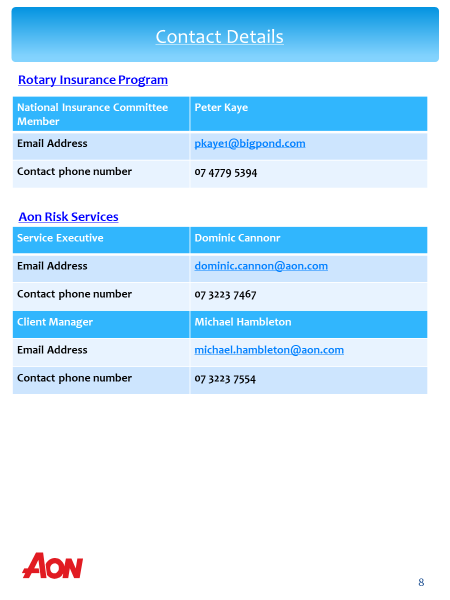 Contact Details
Rotary Insurance Program
National Insurance Committee Peter Kaye
Member
Email Address pkaye1@bigpond.com
Contact phone number 07 4779 5394
Aon Risk Services
Service Executive Dominic Cannonr
Email Address dominic.cannon@aon.com
Contact phone number 07 3223 7467
Client Manager Michael Hambleton
Email Address michael.hambleton@aon.com
Contact phone number 07 3223 7554
AON
8